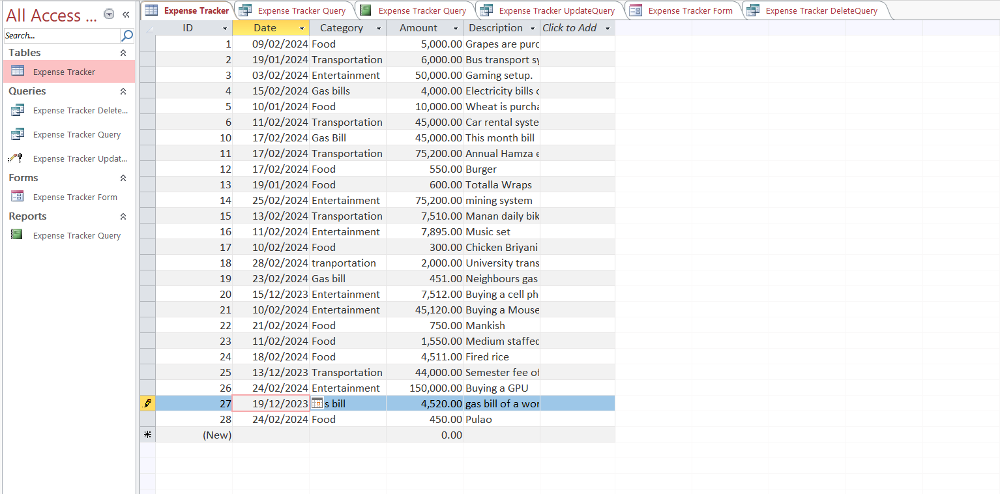 All Access ...
Search...
Tables
Expense Tracker
Queries
Expense Tracker Delete...
Expense Tracker Query
Expense Tracker Updat...
Forms
Expense Tracker Form
Reports
Expense Tracker Query
Expense Tracker Expense Tracker Query Expense Tracker Query Expense Tracker UpdateQuery Expense Tracker Form Expense Tracker DeleteQuery
ID Date Category Amount Description Click to Add
1 09/02/2024 Food 5,000.00 Grapes are purc
2 19/01/2024 Transportation 6,000.00 Bus transport sy
3 03/02/2024 Entertainment 50,000.00 Gaming setup.
4 15/02/2024 Gas bills 4,000.00 Electricity bills c
5 10/01/2024 Food 10,000.00 Wheat is purcha
6 11/02/2024 Transportation 45,000.00 Car rental syste
10 17/02/2024 Gas Bill 45,000.00 This month bill
11 17/02/2024 Transportation 75,200.00 Annual Hamza e
12 17/02/2024 Food 550.00 Burger
13 19/01/2024 Food 600.00 Totalla Wraps
14 25/02/2024 Entertainment 75,200.00 mining system
15 13/02/2024 Transportation 7,510.00 Manan daily bik
16 11/02/2024 Entertainment 7,895.00 Music set
17 10/02/2024 Food 300.00 Chicken Briyani
18 28/02/2024 tranportation 2,000.00 University trans
19 23/02/2024 Gas bill 451.00 Neighbours gas
20 15/12/2023 Entertainment 7,512.00 Buying a cell pha
21 10/02/2024 Entertainment 45,120.00 Buying a Mouse
22 21/02/2024 Food 750.00 Mankish
23 11/02/2024 Food 1,550.00 Medium staffed
24 18/02/2024 Food 4,511.00 Fired rice
25 13/12/2023 Transportation 44,000.00 Semester fee of
26 24/02/2024 Entertainment 150,000.00 Buying a GPU
27 19/12/2023 s bill 4,520.00 gas bill of a wor
28 24/02/2024 Food 450.00 Pulao
(New) 0.00